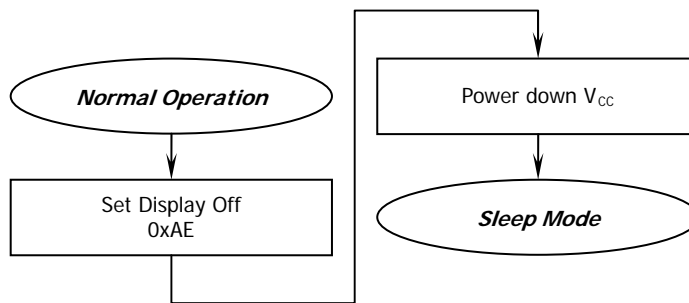 Normal Operation
Set Display Off
0xAE
Power down VCC
Sleep Mode